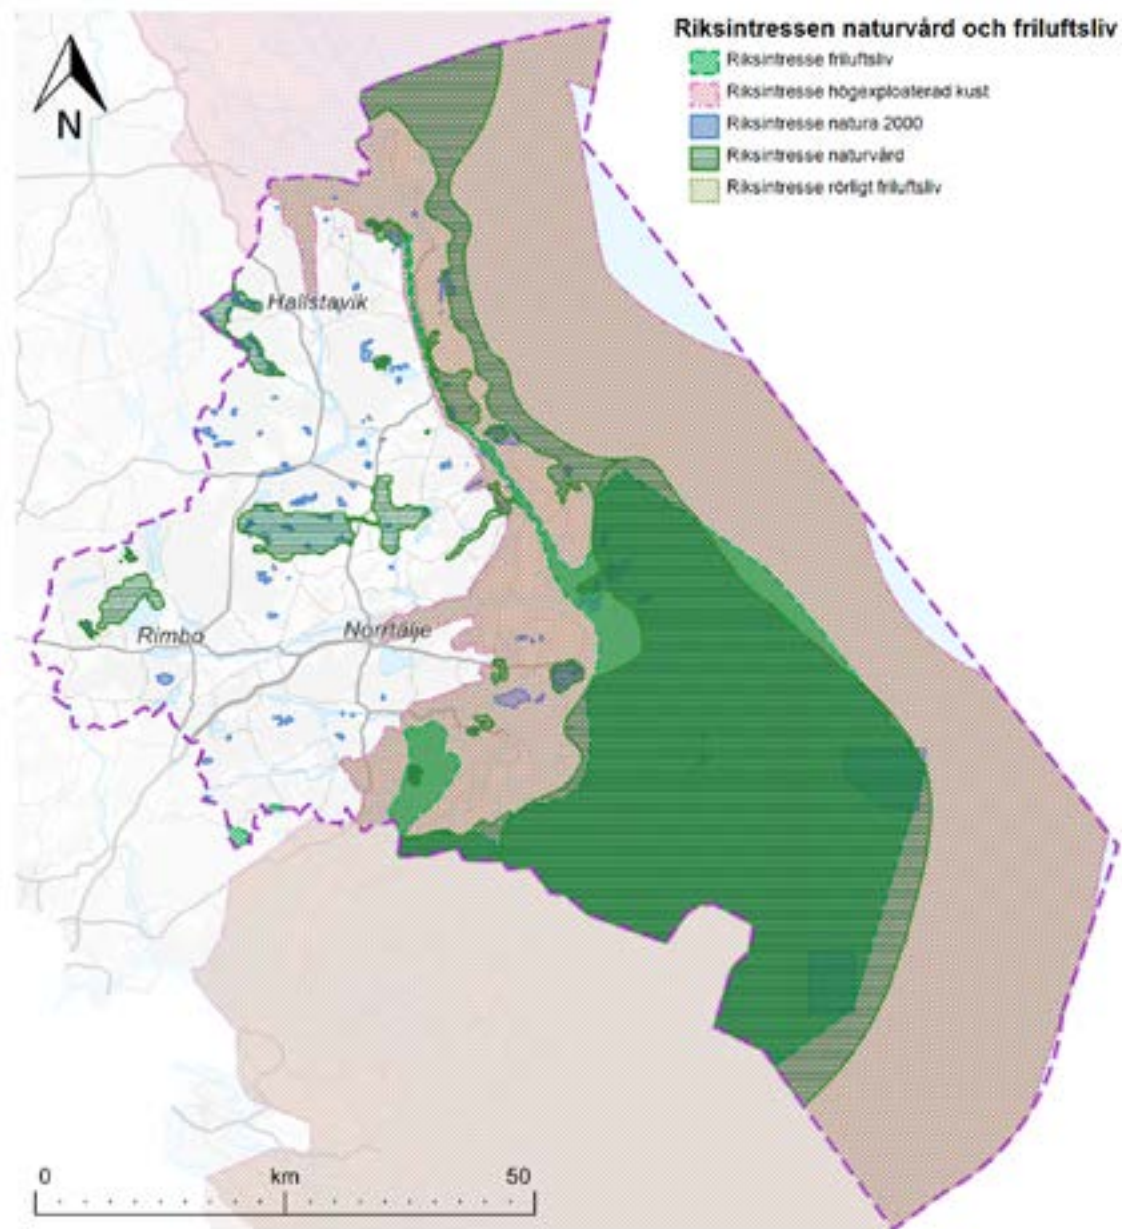 Riksintressen naturvård och friluftsliv
Riksintresse friluftsliv
Riksintresse högexploaterad kust
Riksintresse natura 2000
Riksintresse naturvård
Riksintresse rörligt friluftsliv
N
Hallstavik
Rimbo
Norrtälje
0 km 50